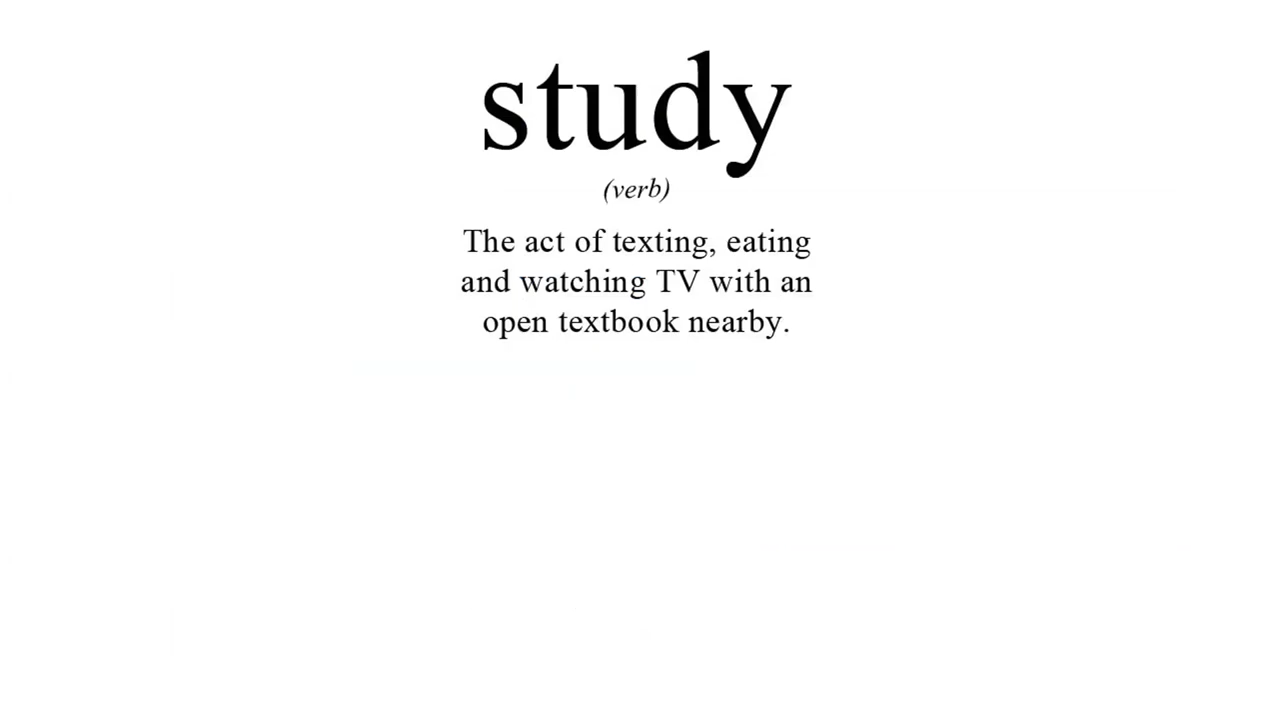 study
(verb)
The act of texting, eating
and watching TV with an
open textbook nearby.